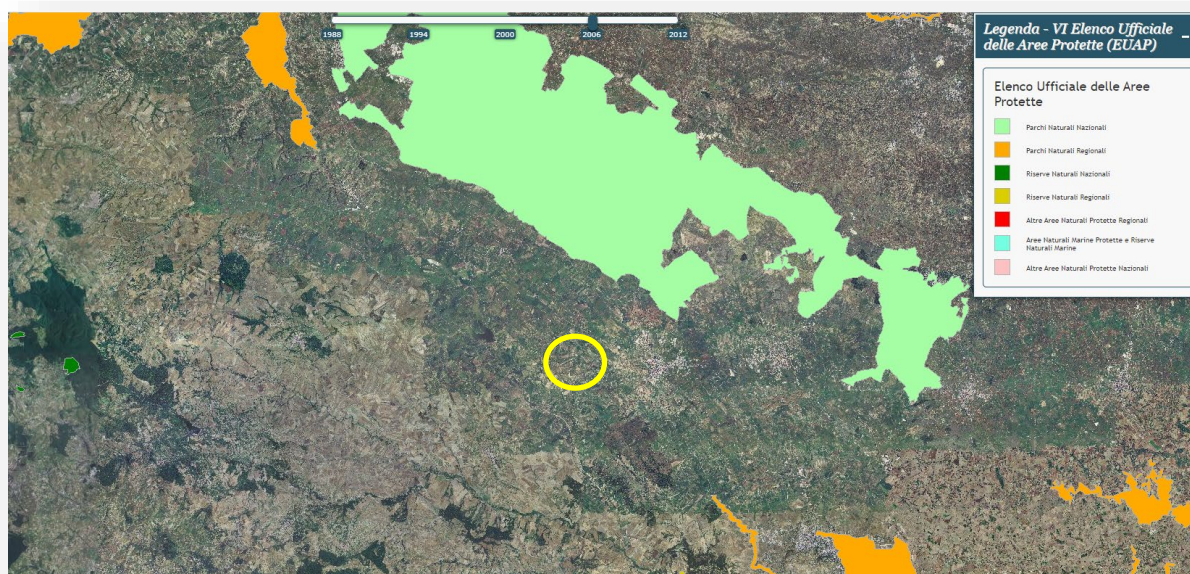 1988 1994 2000 2006 2012
Legenda - VI Elenco Ufficiale
delle Aree Protette (EUAP)
Elenco Ufficiale delle Aree
Protette
Parchi Naturali Nazionali
Parchi Naturali Regionali
Riserve Naturali Nazionali
Riserve Naturali Regionali
Altre Aree Naturali Protette Regionali
Aree Naturali Marine Protette e Riserve
Naturali Marine
Altre Aree Naturali Protette Nazionali